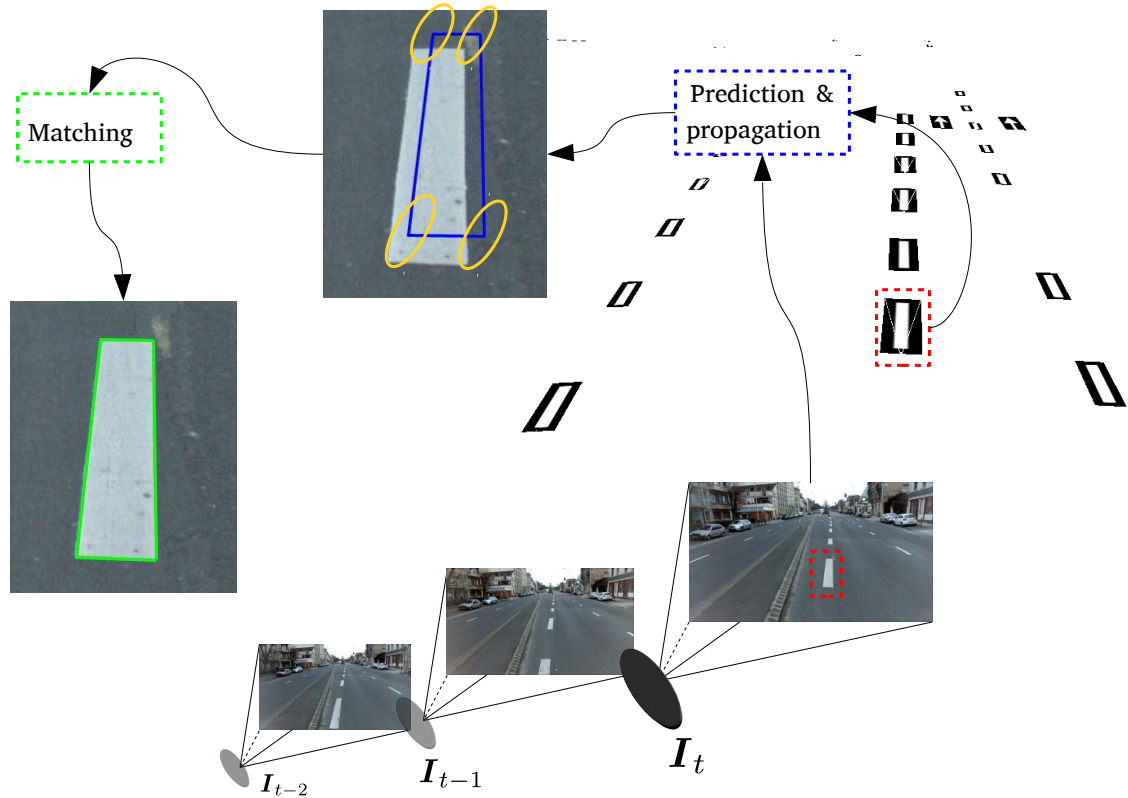 Prediction &
propagation
Matching
I_t
I_{t−1}
I_{t−2}